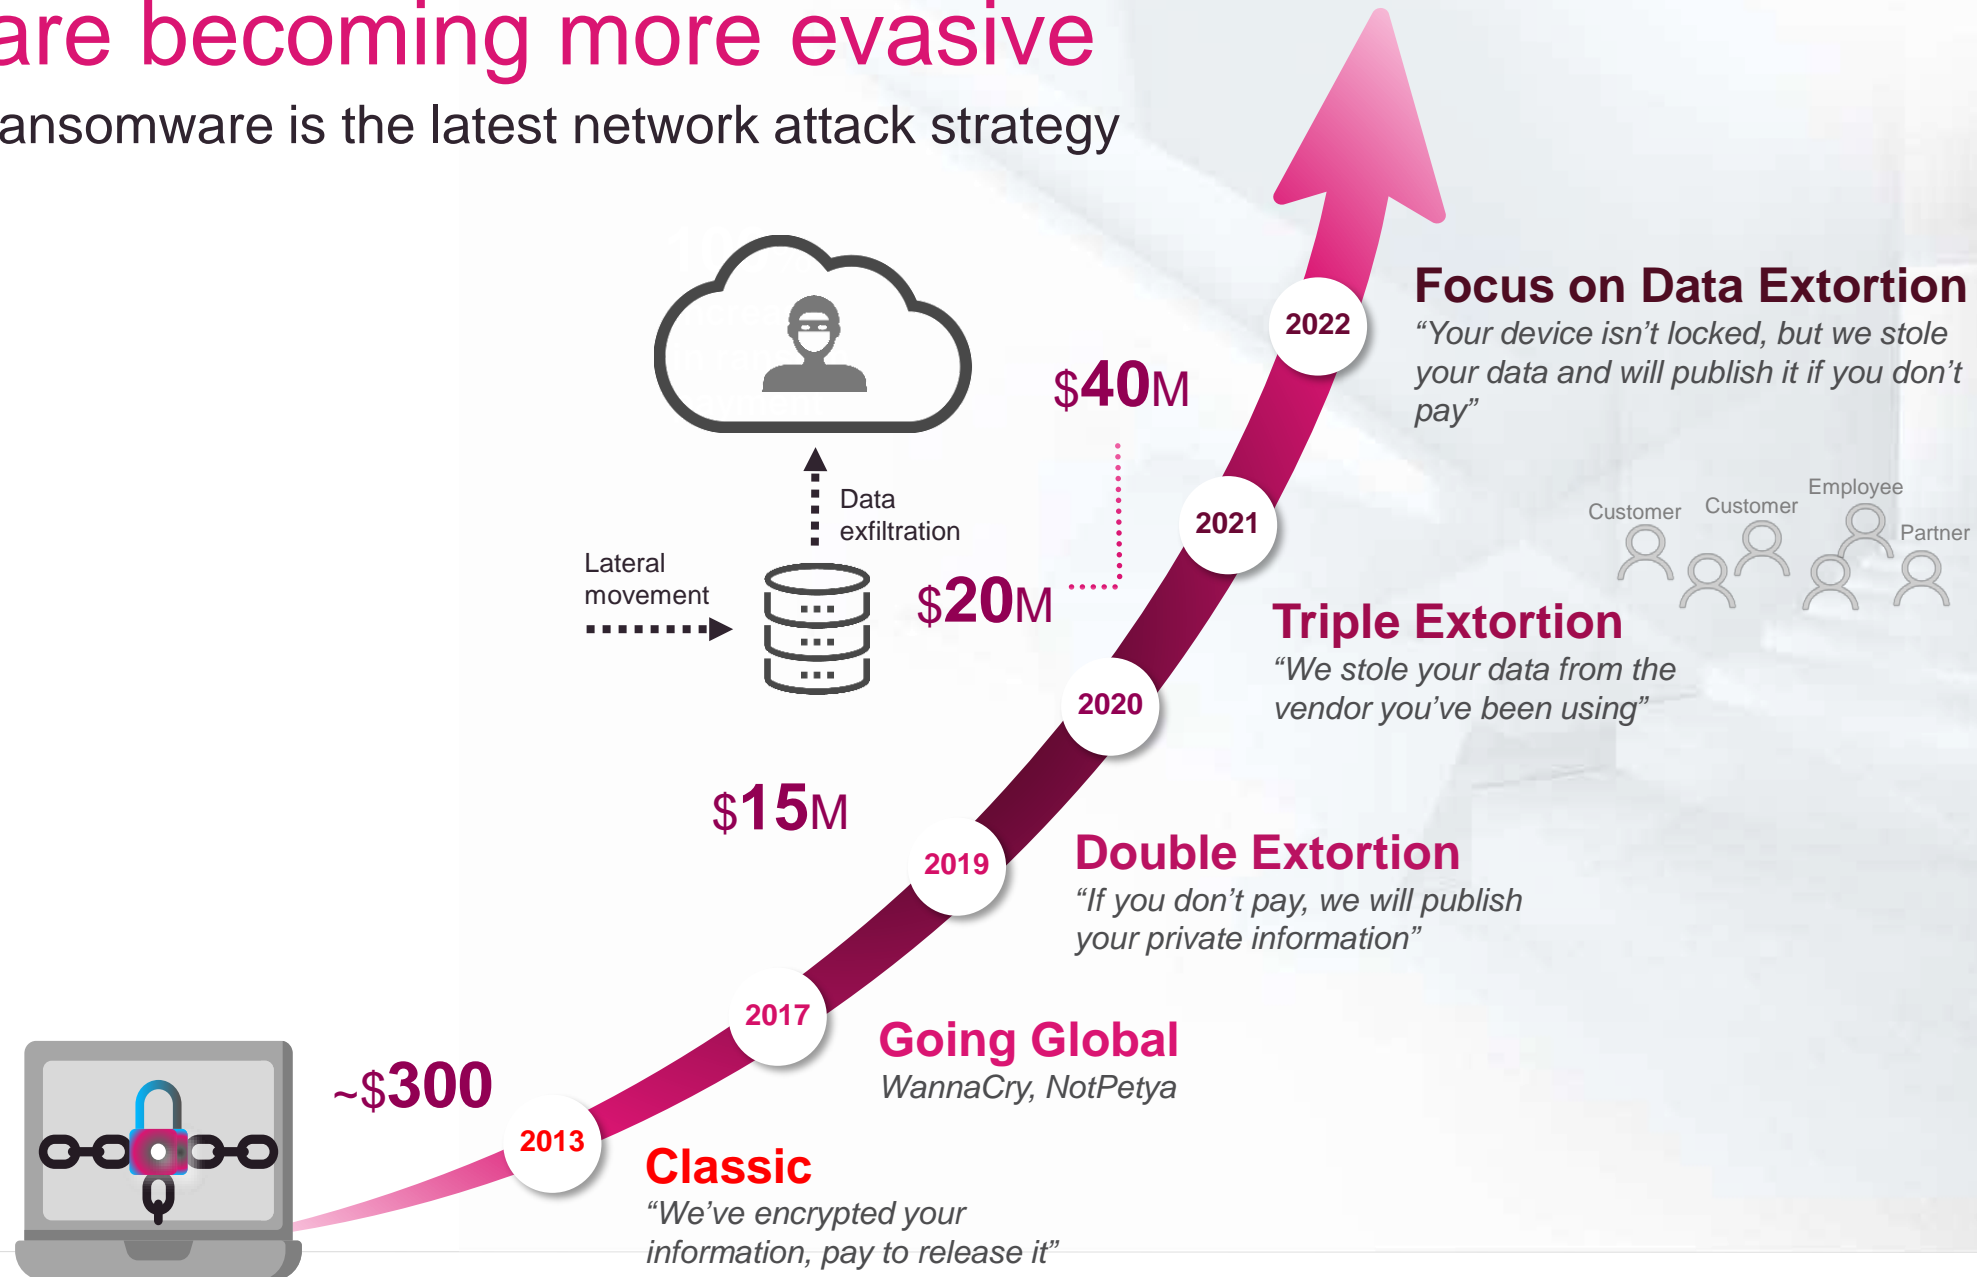 are becoming more evasive
ansomware is the latest network attack strategy
2022
Focus on Data Extortion
“Your device isn’t locked, but we stole
your data and will publish it if you don’t
pay”
$40M
Data
exfiltration
Customer
Customer
Employee
Partner
2021
Lateral
movement
$20M
Triple Extortion
“We stole your data from the
vendor you’ve been using”
2020
$15M
2019
Double Extortion
“If you don’t pay, we will publish
your private information”
2017
Going Global
WannaCry, NotPetya
~$300
2013
Classic
“We’ve encrypted your
information, pay to release it”